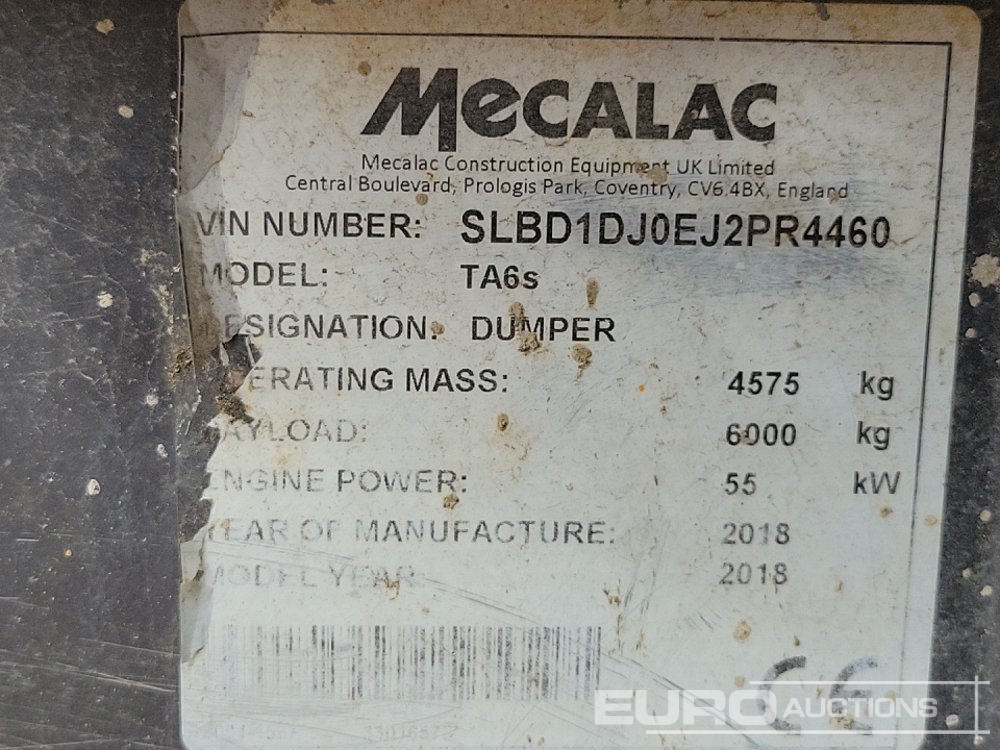 MECALAC
Mecalac Construction Equipment UK Limited
Central Boulevard, Prologis Park, Coventry, CV6 4BX, England
VIN NUMBER: SLBD1DJ0EJ2PR4460
MODEL: TA6s
DESIGNATION: DUMPER
OPERATING MASS: 4575 kg
PAYLOAD: 6000 kg
ENGINE POWER: 55 kW
YEAR OF MANUFACTURE: 2018
MODEL YEAR 2018
CE
EURO AUCTIONS